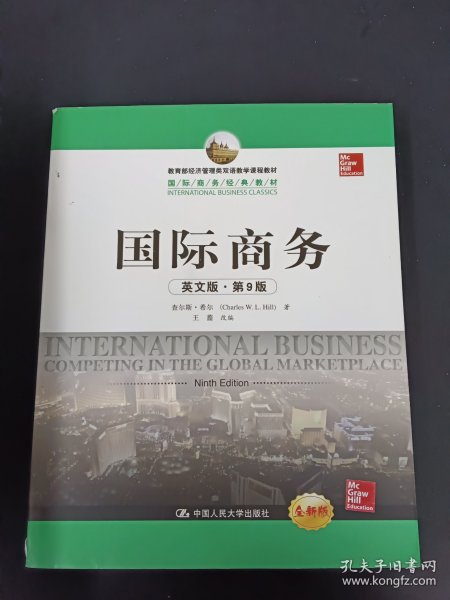 教育部经济管理类双语教学课程教材
国/际/商/务/经/典/教/材
INTERNATIONAL BUSINESS CLASSICS
Mc
Graw
Hill
Education
国际商务
英文版·第9版
查尔斯·希尔 (Charles W. L. Hill) 著
王蔷 改编
INTERNATIONAL BUSINESS
COMPETING IN THE GLOBAL MARKETPLACE
Ninth Edition
Mc
Graw
Hill
Education
全新版
中国人民大学出版社
孔夫子旧书网
www.kongfz.com